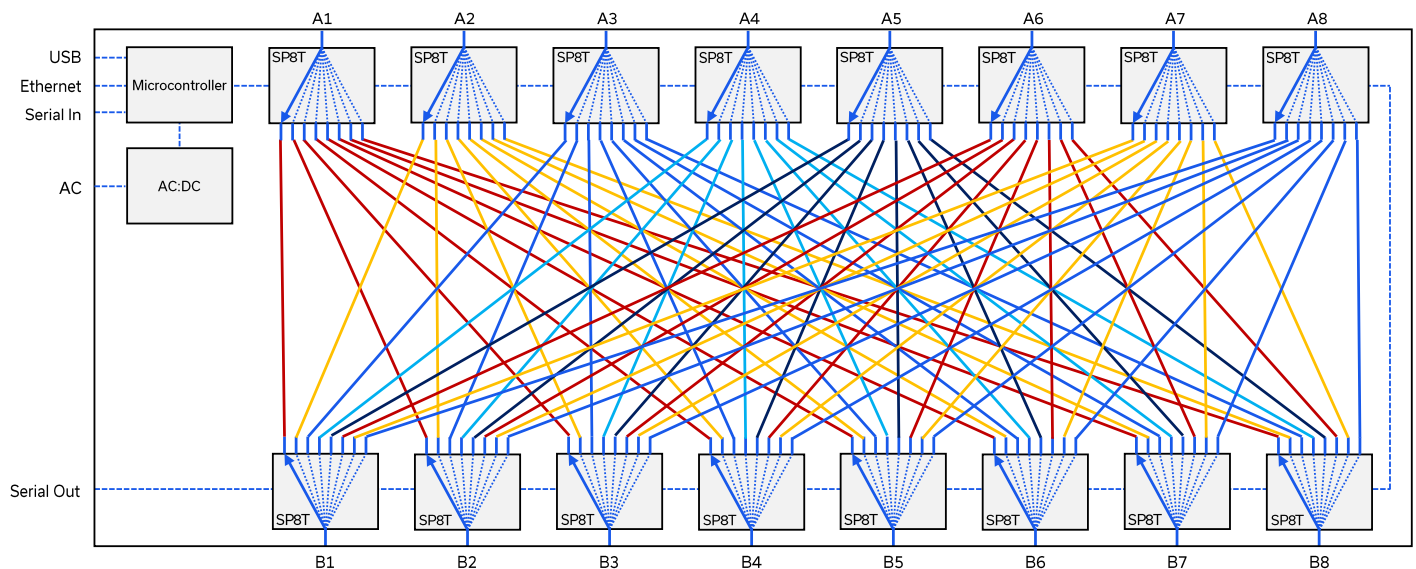 A1 A2 A3 A4 A5 A6 A7 A8
USB
SP8T SP8T SP8T SP8T SP8T SP8T SP8T SP8T
Ethernet
Microcontroller
Serial In
AC
AC:DC
Serial Out
SP8T SP8T SP8T SP8T SP8T SP8T SP8T SP8T
B1 B2 B3 B4 B5 B6 B7 B8